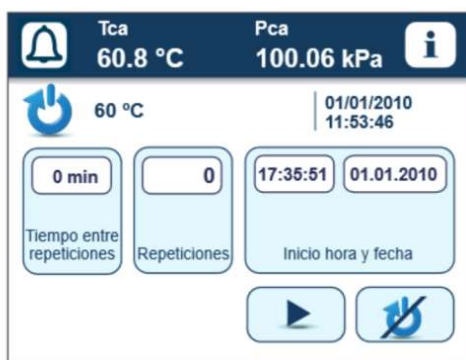 Tca
60.8 °C
Pca
100.06 kPa
i
60 ºC
01/01/2010
11:53:46
0 min
Tiempo entre
repeticiones
0
Repeticiones
17:35:51 01.01.2010
Inicio hora y fecha